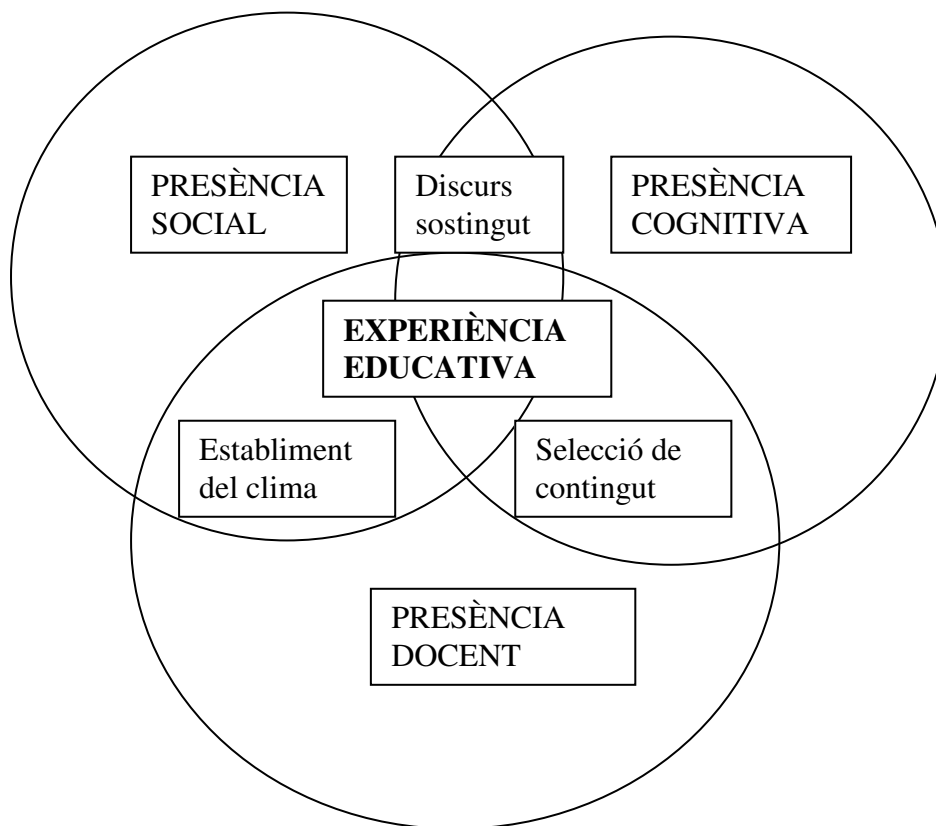 PRESÈNCIA
SOCIAL
Discurs
sostingut
PRESÈNCIA
COGNITIVA
EXPERIÈNCIA
EDUCATIVA
Establiment
del clima
Selecció de
contingut
PRESÈNCIA
DOCENT